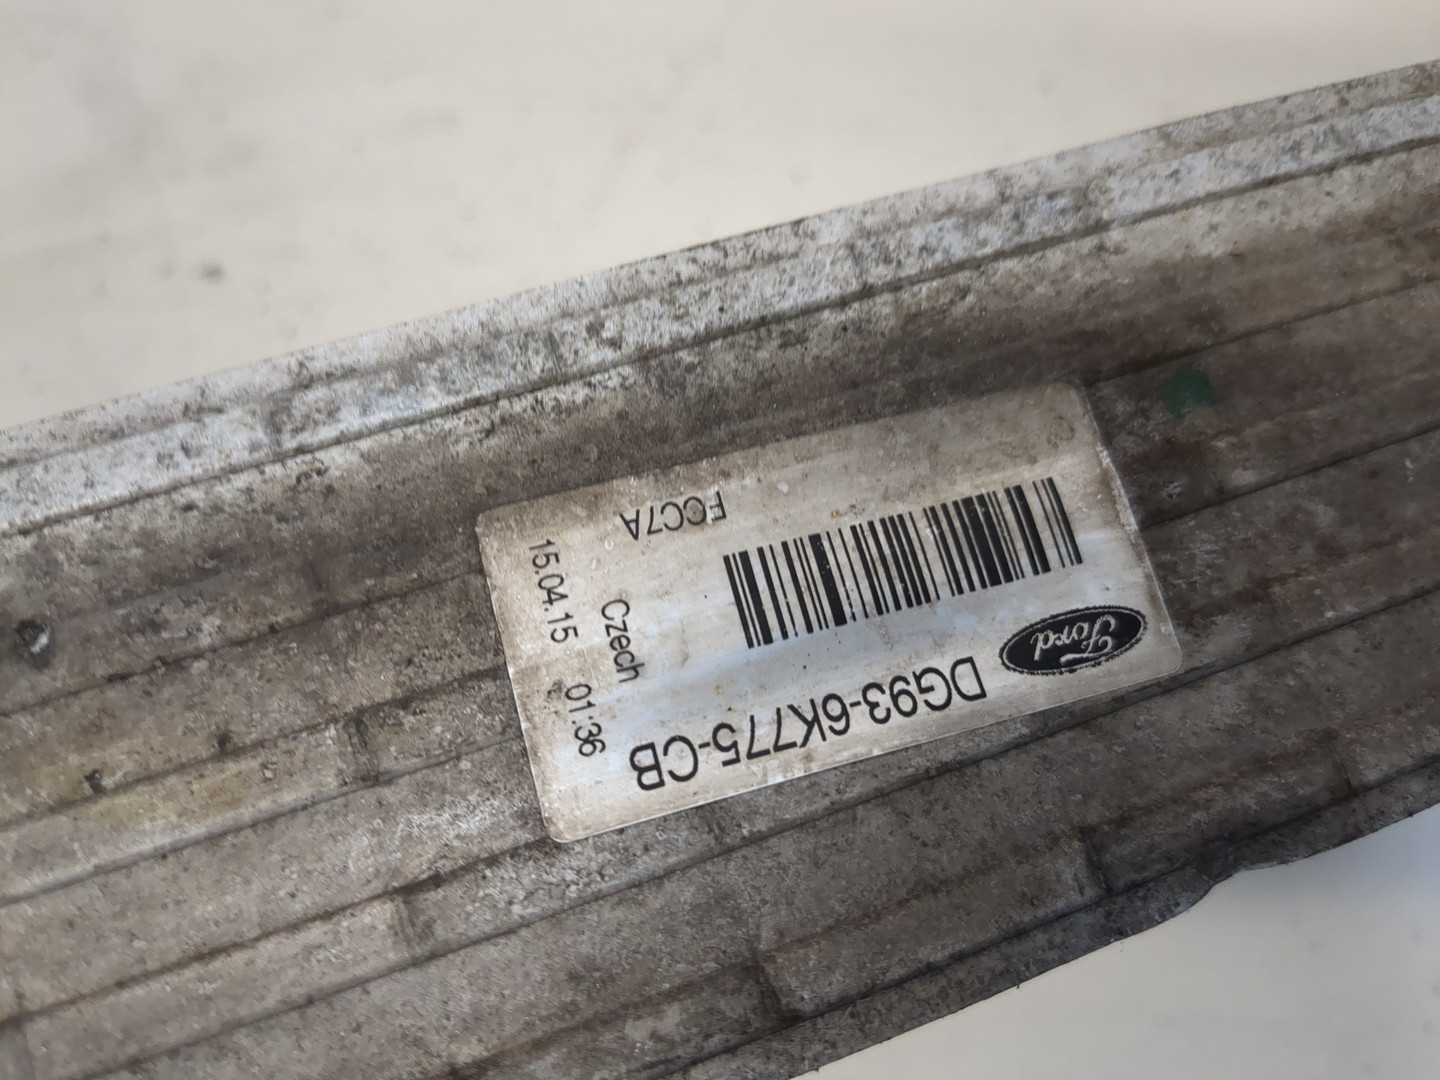 Ford
DG93-6K775-CB
FCC7A
Czech
15.04.15 01:36